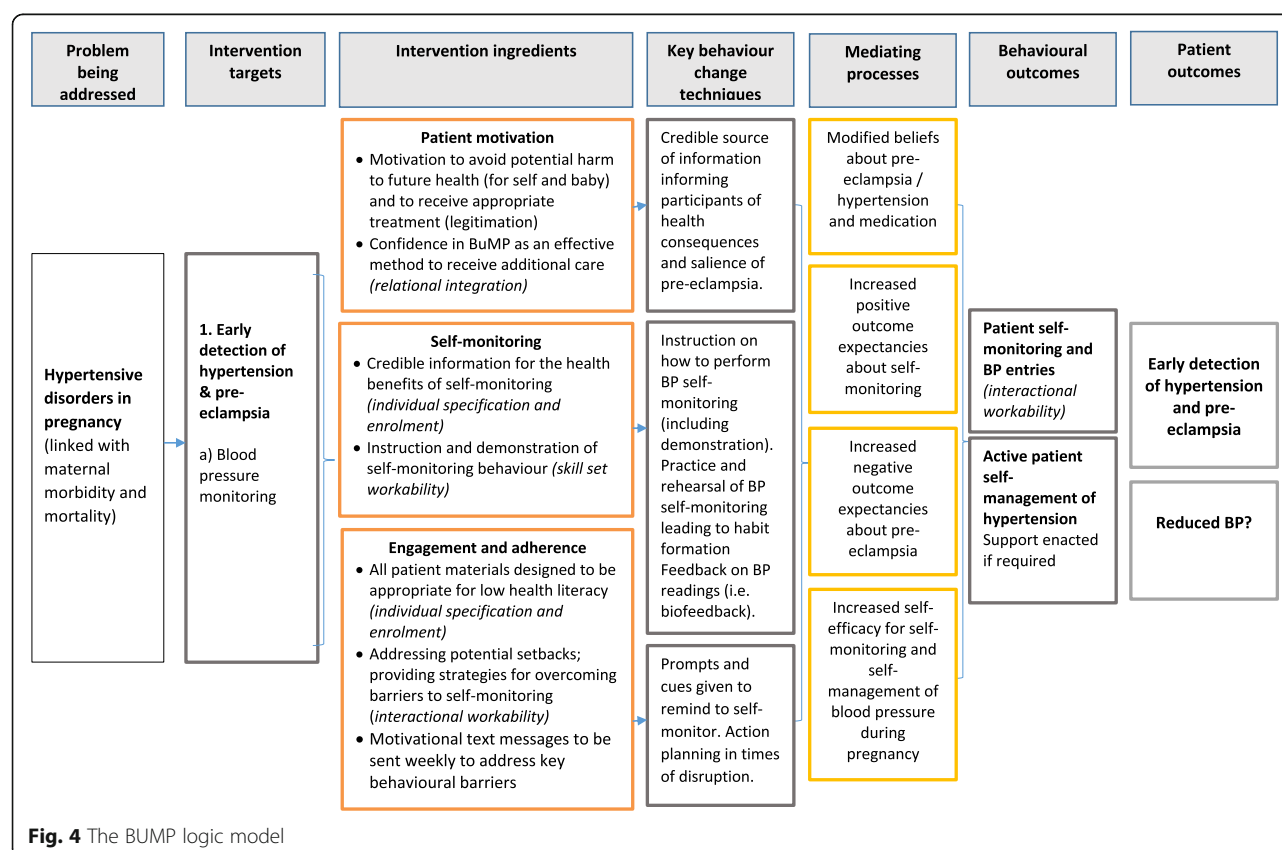 Problem
being
addressed
Intervention
targets
Intervention ingredients
Key behaviour
change
techniques
Mediating
processes
Behavioural
outcomes
Patient
outcomes
Hypertensive
disorders in
pregnancy
(linked with
maternal
morbidity and
mortality)
1. Early
detection of
hypertension
& pre-
eclampsia
a) Blood
pressure
monitoring
Patient motivation
• Motivation to avoid potential harm
to future health (for self and baby)
and to receive appropriate
treatment (legitimation)
• Confidence in BuMP as an effective
method to receive additional care
(relational integration)
Self-monitoring
• Credible information for the health
benefits of self-monitoring
(individual specification and
enrolment)
• Instruction and demonstration of
self-monitoring behaviour (skill set
workability)
Engagement and adherence
• All patient materials designed to be
appropriate for low health literacy
(individual specification and
enrolment)
• Addressing potential setbacks;
providing strategies for overcoming
barriers to self-monitoring
(interactional workability)
• Motivational text messages to be
sent weekly to address key
behavioural barriers
Credible source
of information
informing
participants of
health
consequences
and salience of
pre-eclampsia.
Instruction on
how to perform
BP self-
monitoring
(including
demonstration).
Practice and
rehearsal of BP
self-monitoring
leading to habit
formation
Feedback on BP
readings (i.e.
biofeedback).
Prompts and
cues given to
remind to self-
monitor. Action
planning in times
of disruption.
Modified beliefs
about pre-
eclampsia /
hypertension
and medication
Increased
positive
outcome
expectancies
about self-
monitoring
Increased
negative
outcome
expectancies
about pre-
eclampsia
Increased self-
efficacy for self-
monitoring and
self-
management of
blood pressure
during
pregnancy
Patient self-
monitoring and
BP entries
(interactional
workability)
Active patient
self-
management of
hypertension
Support enacted
if required
Early detection
of hypertension
and pre-
eclampsia
Reduced BP?
Fig. 4 The BUMP logic model